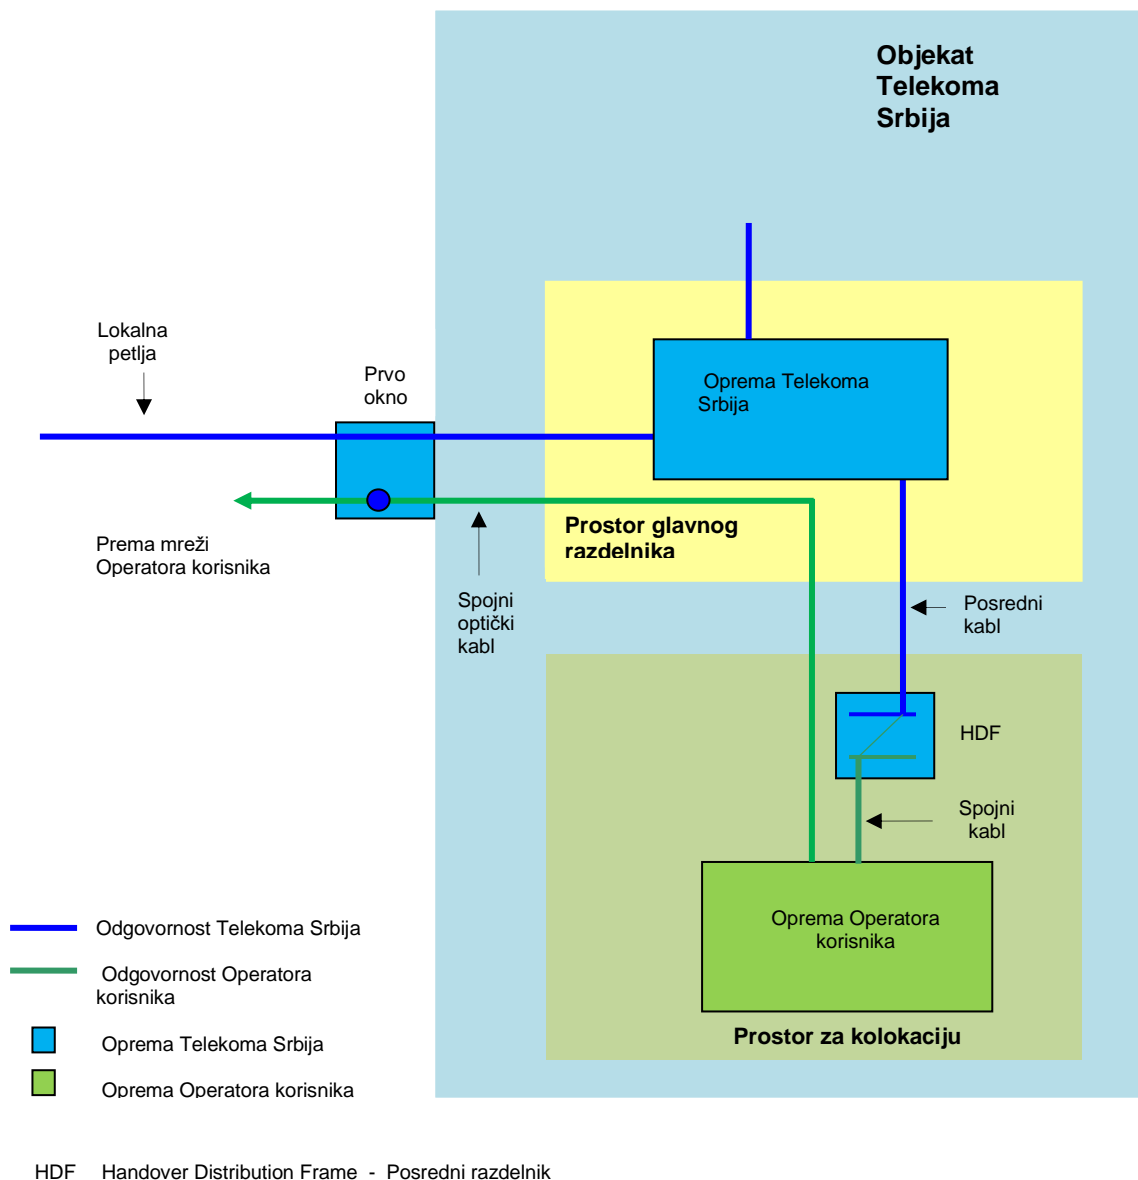 Objekat
Telekoma
Srbija
Lokalna
petlja
Prvo
okno
Oprema Telekoma
Srbija
Prema mreži
Operatora korisnika
Prostor glavnog
razdelnika
Spojni
optički
kabl
Posredni
kabl
HDF
Spojni
kabl
Oprema Operatora
korisnika
Prostor za kolokaciju
Odgovornost Telekoma Srbija
Odgovornost Operatora
korisnika
Oprema Telekoma Srbija
Oprema Operatora korisnika
HDF Handover Distribution Frame - Posredni razdelnik